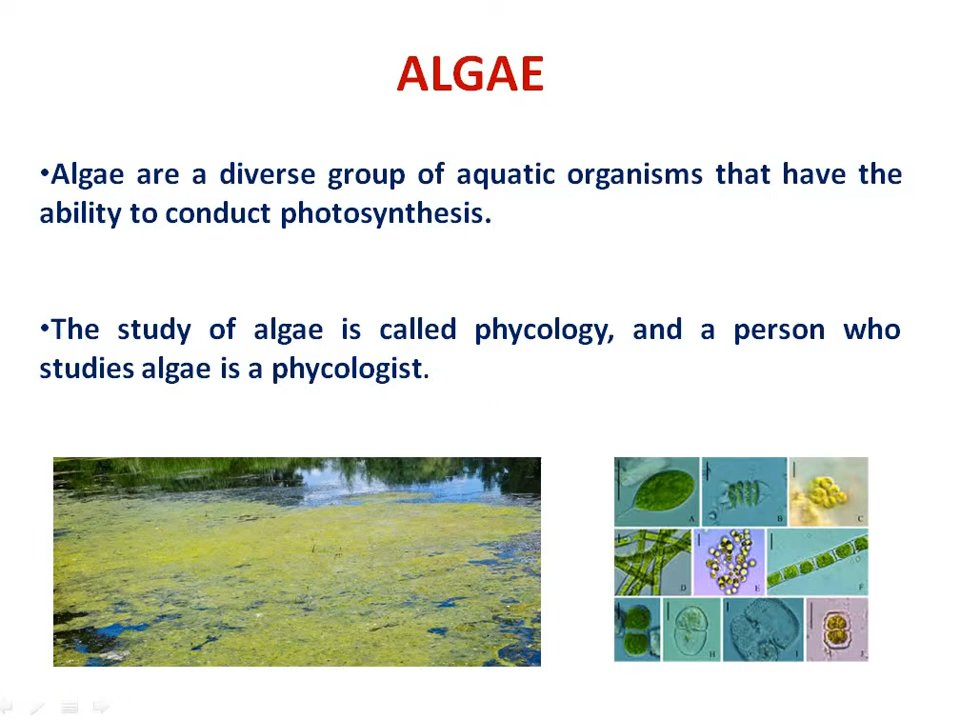 ALGAE
•Algae are a diverse group of aquatic organisms that have the
ability to conduct photosynthesis.
•The study of algae is called phycology, and a person who
studies algae is a phycologist.
A B C
D E F
H I